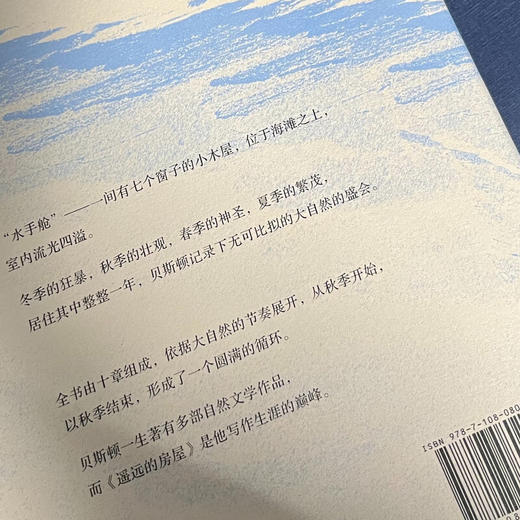 “水手舱”——一间有七个窗子的小木屋，位于海滩之上，
室内流光四溢。
冬季的狂暴，秋季的壮观，春季的神圣，夏季的繁茂，
居住其中整整一年，贝斯顿记录下无可比拟的大自然的盛会。
全书由十章组成，依据大自然的节奏展开，从秋季开始，
以秋季结束，形成了一个圆满的循环。
贝斯顿一生著有多部自然文学作品，
而《遥远的房屋》是他写作生涯的巅峰。
ISBN 978-7-108-080